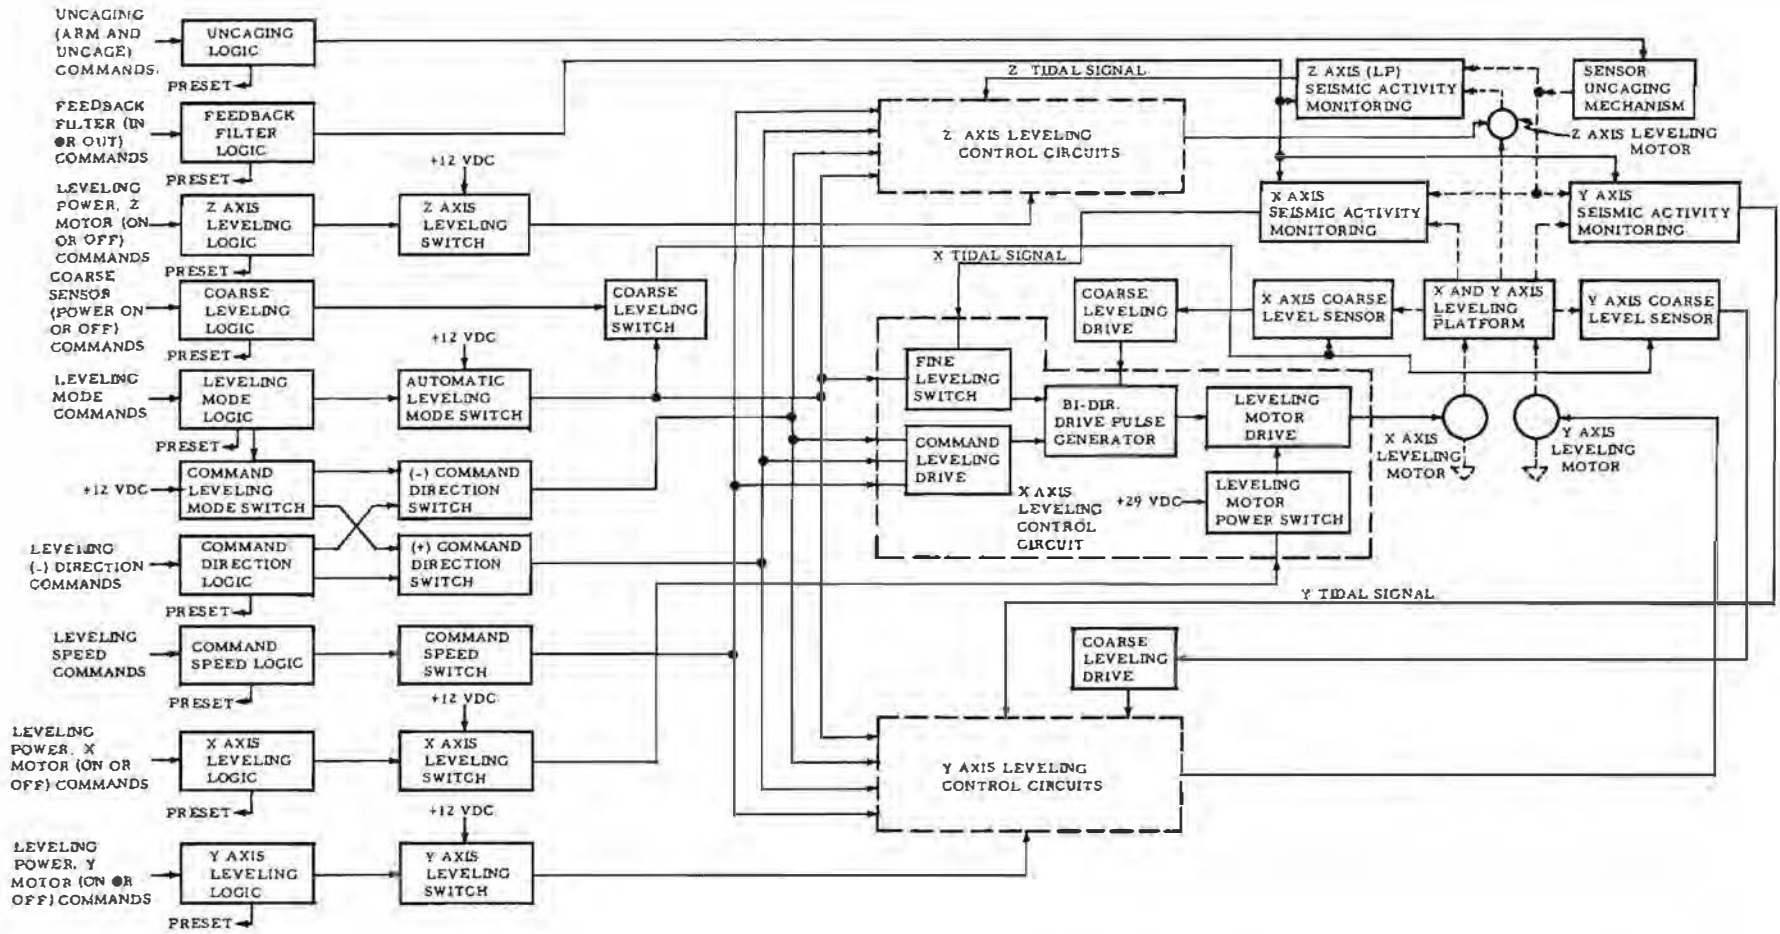 UNCAGING
(ARM AND
UNCAGE)
COMMANDS
UNCAGING
LOGIC
PRESET
FEEDBACK
FILTER (IN
OR OUT)
COMMANDS
FEEDBACK
FILTER
LOGIC
PRESET
LEVELING
POWER, Z
MOTOR (ON
OR OFF)
COMMANDS
Z AXIS
LEVELING
LOGIC
PRESET
+12 VDC
Z AXIS
LEVELING
SWITCH
COARSE
SENSOR
(POWER ON
OR OFF)
COMMANDS
COARSE
LEVELING
LOGIC
PRESET
COARSE
LEVELING
SWITCH
LEVELING
MODE
COMMANDS
LEVELING
MODE
LOGIC
PRESET
+12 VDC
AUTOMATIC
LEVELING
MODE SWITCH
+12 VDC
COMMAND
LEVELING
MODE SWITCH
(-) COMMAND
DIRECTION
SWITCH
LEVELING
(-) DIRECTION
COMMANDS
COMMAND
DIRECTION
LOGIC
PRESET
(+) COMMAND
DIRECTION
SWITCH
LEVELING
SPEED
COMMANDS
COMMAND
SPEED LOGIC
PRESET
COMMAND
SPEED
SWITCH
LEVELING
POWER, X
MOTOR (ON OR
OFF) COMMANDS
X AXIS
LEVELING
LOGIC
PRESET
+12 VDC
X AXIS
LEVELING
SWITCH
LEVELING
POWER, Y
MOTOR (ON OR
OFF) COMMANDS
Y AXIS
LEVELING
LOGIC
PRESET
+12 VDC
Y AXIS
LEVELING
SWITCH
Z TIDAL SIGNAL
Z AXIS LEVELING
CONTROL CIRCUITS
Z AXIS (LP)
SEISMIC ACTIVITY
MONITORING
SENSOR
UNCAGING
MECHANISM
Z AXIS LEVELING
MOTOR
X AXIS
SEISMIC ACTIVITY
MONITORING
Y AXIS
SEISMIC ACTIVITY
MONITORING
X TIDAL SIGNAL
COARSE
LEVELING
DRIVE
X AXIS COARSE
LEVEL SENSOR
X AND Y AXIS
LEVELING
PLATFORM
Y AXIS COARSE
LEVEL SENSOR
FINE
LEVELING
SWITCH
BI-DIR.
DRIVE PULSE
GENERATOR
LEVELING
MOTOR
DRIVE
COMMAND
LEVELING
DRIVE
X AXIS
LEVELING
CONTROL
CIRCUIT
+29 VDC
LEVELING
MOTOR
POWER SWITCH
X AXIS
LEVELING
MOTOR
Y AXIS
LEVELING
MOTOR
Y TIDAL SIGNAL
COARSE
LEVELING
DRIVE
Y AXIS LEVELING
CONTROL CIRCUITS